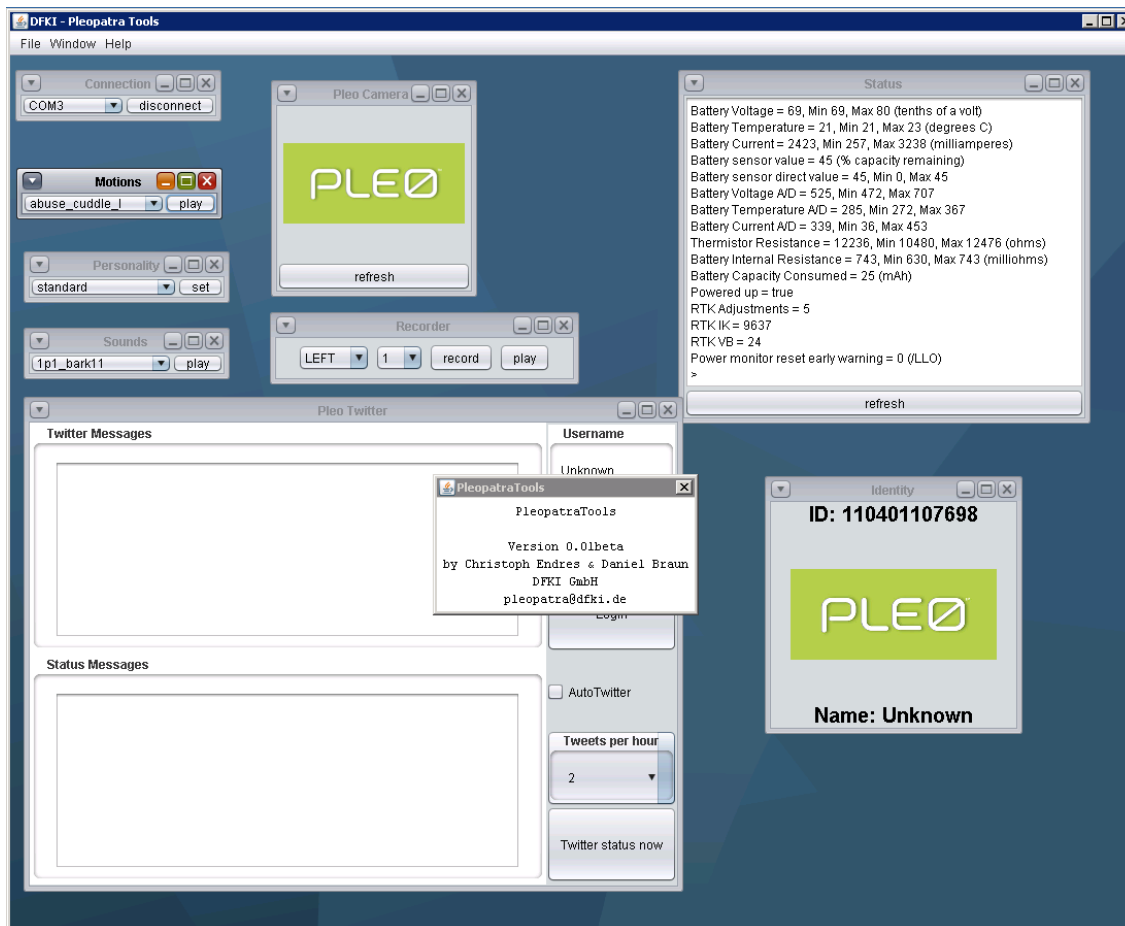 DFKI - Pleopatra Tools
File Window Help
Connection
COM3 disconnect
Motions
abuse_cuddle_l play
Personality
standard set
Sounds
1p1_bark11 play
Pleo Camera
PLEO
refresh
Recorder
LEFT 1 record play
Status
Battery Voltage = 69, Min 69, Max 80 (tenths of a volt)
Battery Temperature = 21, Min 21, Max 23 (degrees C)
Battery Current = 2423, Min 257, Max 3238 (milliamperes)
Battery sensor value = 45 (% capacity remaining)
Battery sensor direct value = 45, Min 0, Max 45
Battery Voltage A/D = 525, Min 472, Max 707
Battery Temperature A/D = 285, Min 272, Max 367
Battery Current A/D = 339, Min 36, Max 453
Thermistor Resistance = 12236, Min 10480, Max 12476 (ohms)
Battery Internal Resistance = 743, Min 630, Max 743 (milliohms)
Battery Capacity Consumed = 25 (mAh)
Powered up = true
RTK Adjustments = 5
RTK IK = 9637
RTK VB = 24
Power monitor reset early warning = 0 (/LLO)
>
refresh
Pleo Twitter
Twitter Messages
Username
Unknown
Login
Status Messages
AutoTwitter
Tweets per hour
2
Twitter status now
PleopatraTools
PleopatraTools
Version 0.01beta
by Christoph Endres & Daniel Braun
DFKI GmbH
pleopatra@dfki.de
Identity
ID: 110401107698
PLEO
Name: Unknown